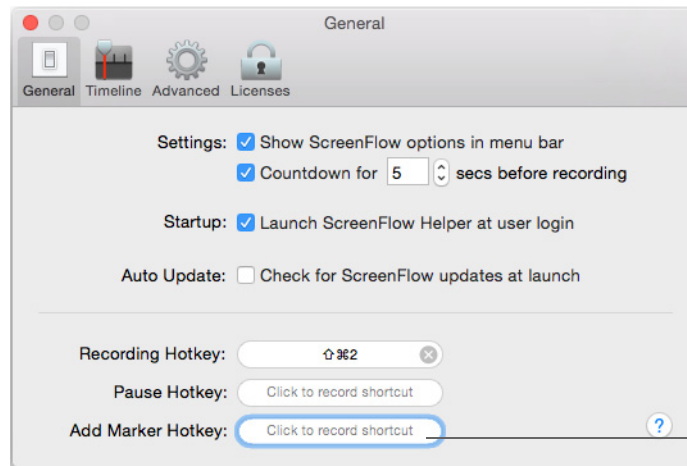 General
General Timeline Advanced Licenses
Settings: Show ScreenFlow options in menu bar
Countdown for 5 secs before recording
Startup: Launch ScreenFlow Helper at user login
Auto Update: Check for ScreenFlow updates at launch
Recording Hotkey: ⇧⌘2
Pause Hotkey: Click to record shortcut
Add Marker Hotkey: Click to record shortcut
?